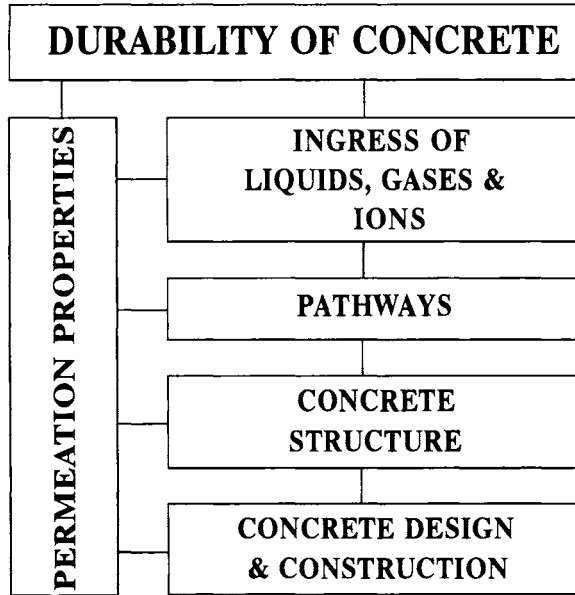 DURABILITY OF CONCRETE
PERMEATION PROPERTIES
INGRESS OF
LIQUIDS, GASES &
IONS
PATHWAYS
CONCRETE
STRUCTURE
CONCRETE DESIGN
& CONSTRUCTION